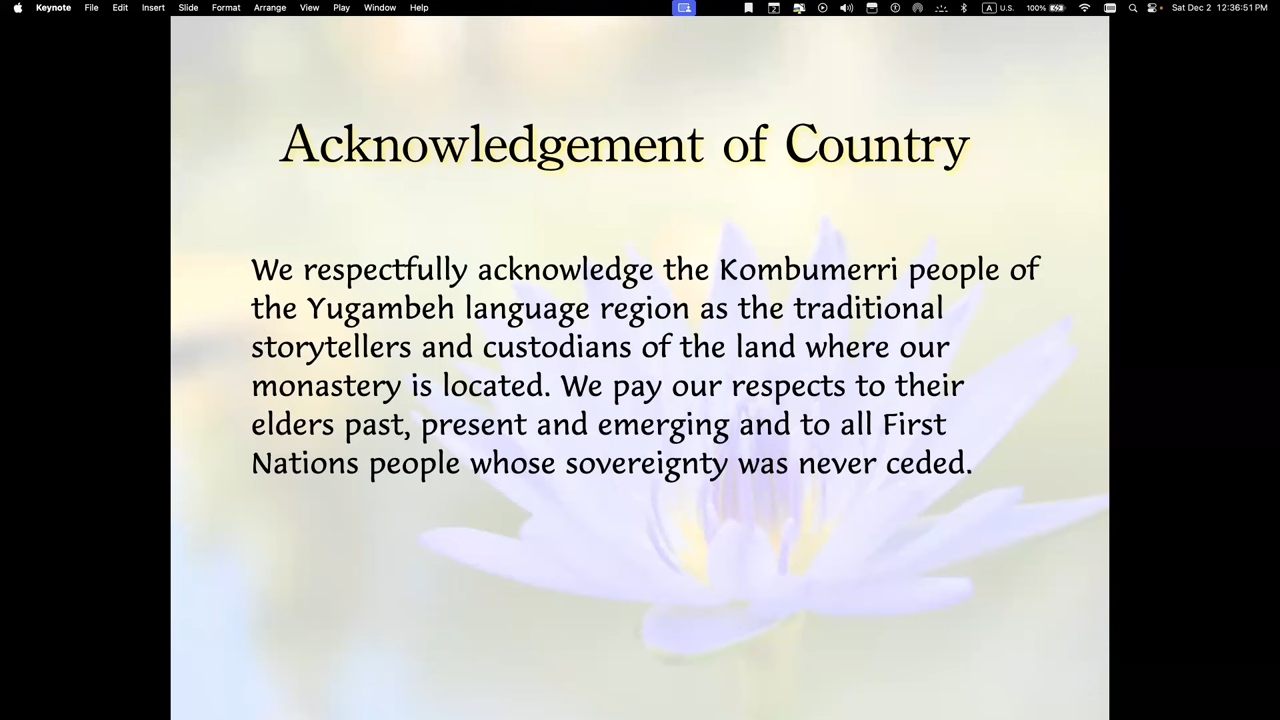 Keynote File Edit Insert Slide Format Arrange View Play Window Help A U.S. 100% Sat Dec 2 12:36:51 PM
Acknowledgement of Country
We respectfully acknowledge the Kombumerri people of
the Yugambeh language region as the traditional
storytellers and custodians of the land where our
monastery is located. We pay our respects to their
elders past, present and emerging and to all First
Nations people whose sovereignty was never ceded.